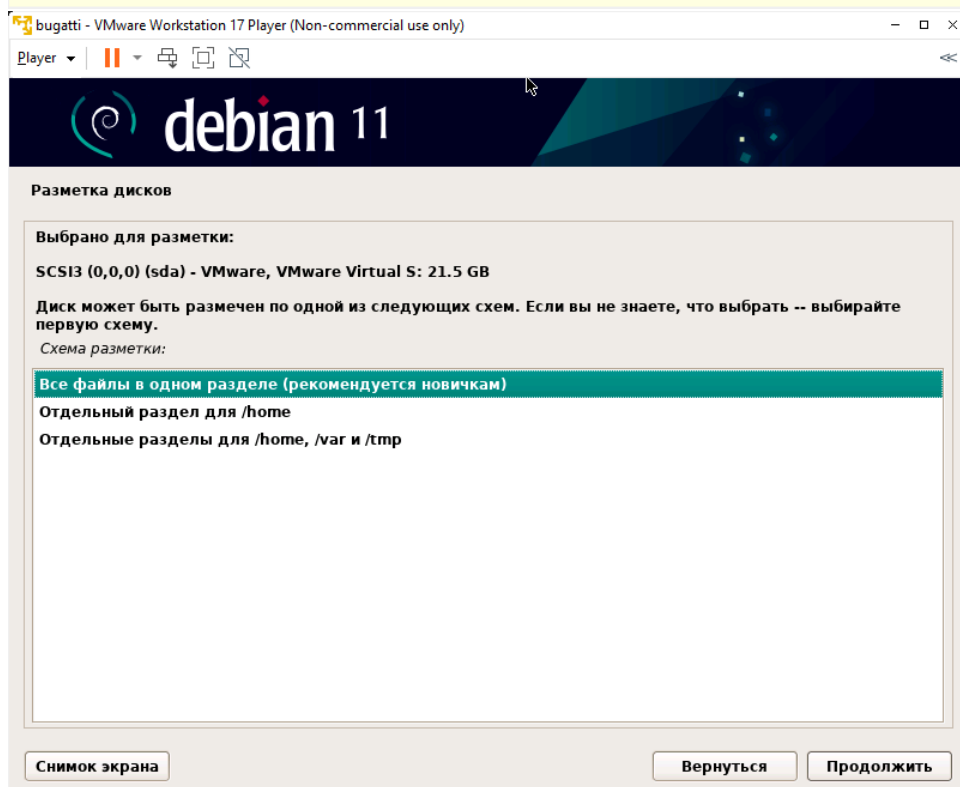 bugatti - VMware Workstation 17 Player (Non-commercial use only)
Player
debian 11
Разметка дисков
Выбрано для разметки:
SCSI3 (0,0,0) (sda) - VMware, VMware Virtual S: 21.5 GB
Диск может быть размечен по одной из следующих схем. Если вы не знаете, что выбрать -- выбирайте
первую схему.
Схема разметки:
Все файлы в одном разделе (рекомендуется новичкам)
Отдельный раздел для /home
Отдельные разделы для /home, /var и /tmp
Снимок экрана
Вернуться
Продолжить